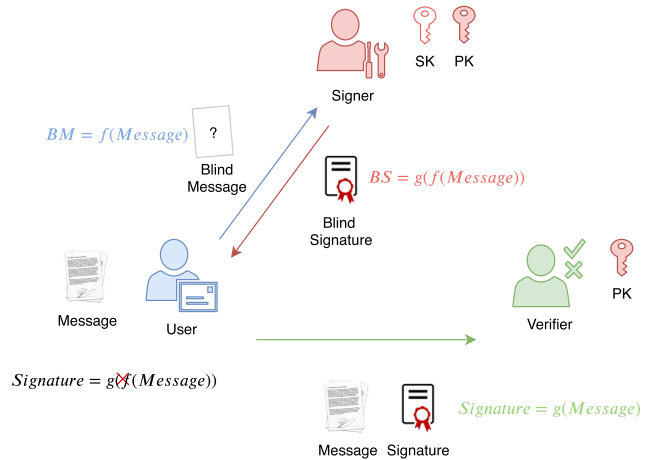 SK
PK
Signer
BM = f(Message)
?
Blind
Message
BS = g(f(Message))
Blind
Signature
Message
User
Verifier
PK
Signature = g(f(Message))
Signature = g(Message)
Message
Signature